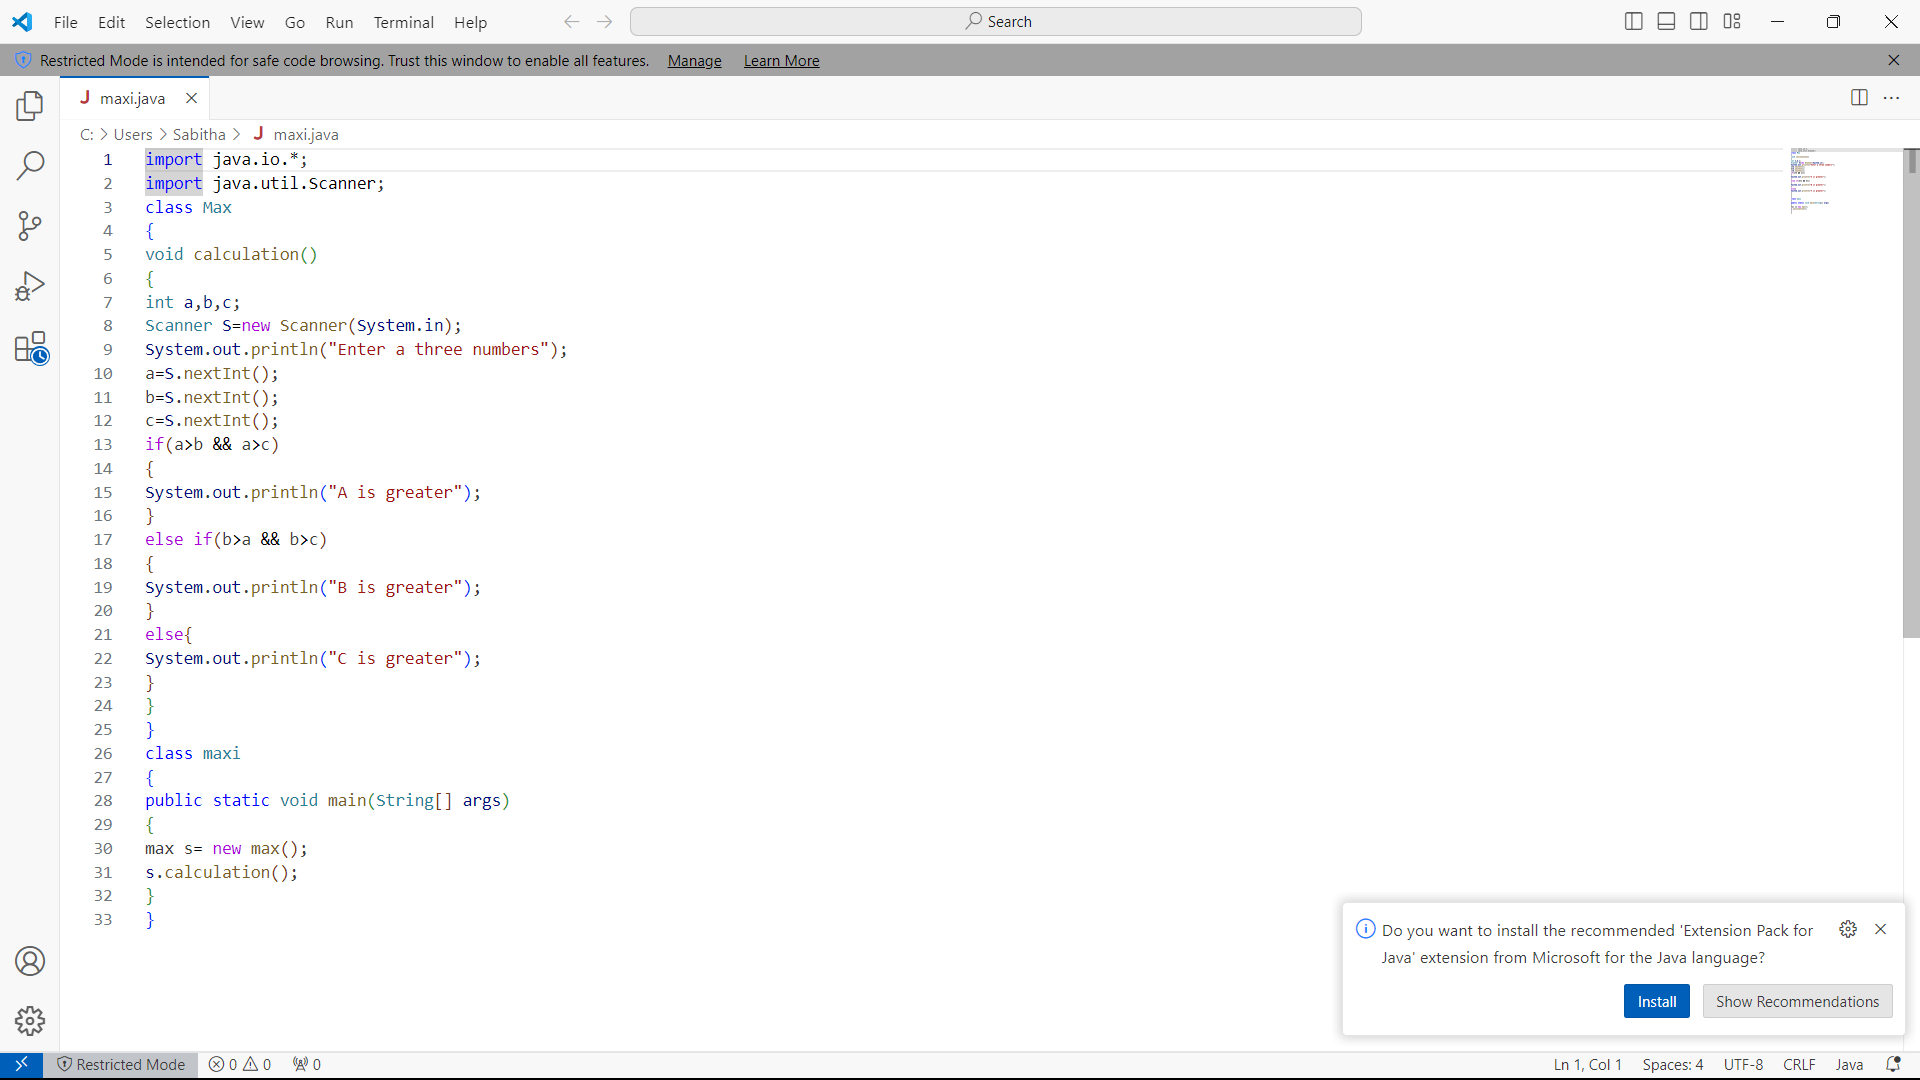 File Edit Selection View Go Run Terminal Help Search
Restricted Mode is intended for safe code browsing. Trust this window to enable all features. Manage Learn More
J maxi.java
C: > Users > Sabitha > J maxi.java
1 import java.io.*;
2 import java.util.Scanner;
3 class Max
4 {
5 void calculation()
6 {
7 int a,b,c;
8 Scanner S=new Scanner(System.in);
9 System.out.println("Enter a three numbers");
10 a=S.nextInt();
11 b=S.nextInt();
12 c=S.nextInt();
13 if(a>b && a>c)
14 {
15 System.out.println("A is greater");
16 }
17 else if(b>a && b>c)
18 {
19 System.out.println("B is greater");
20 }
21 else{
22 System.out.println("C is greater");
23 }
24 }
25 }
26 class maxi
27 {
28 public static void main(String[] args)
29 {
30 max s= new max();
31 s.calculation();
32 }
33 }
Do you want to install the recommended 'Extension Pack for
Java' extension from Microsoft for the Java language?
Install Show Recommendations
Restricted Mode 0 0 0 Ln 1, Col 1 Spaces: 4 UTF-8 CRLF Java